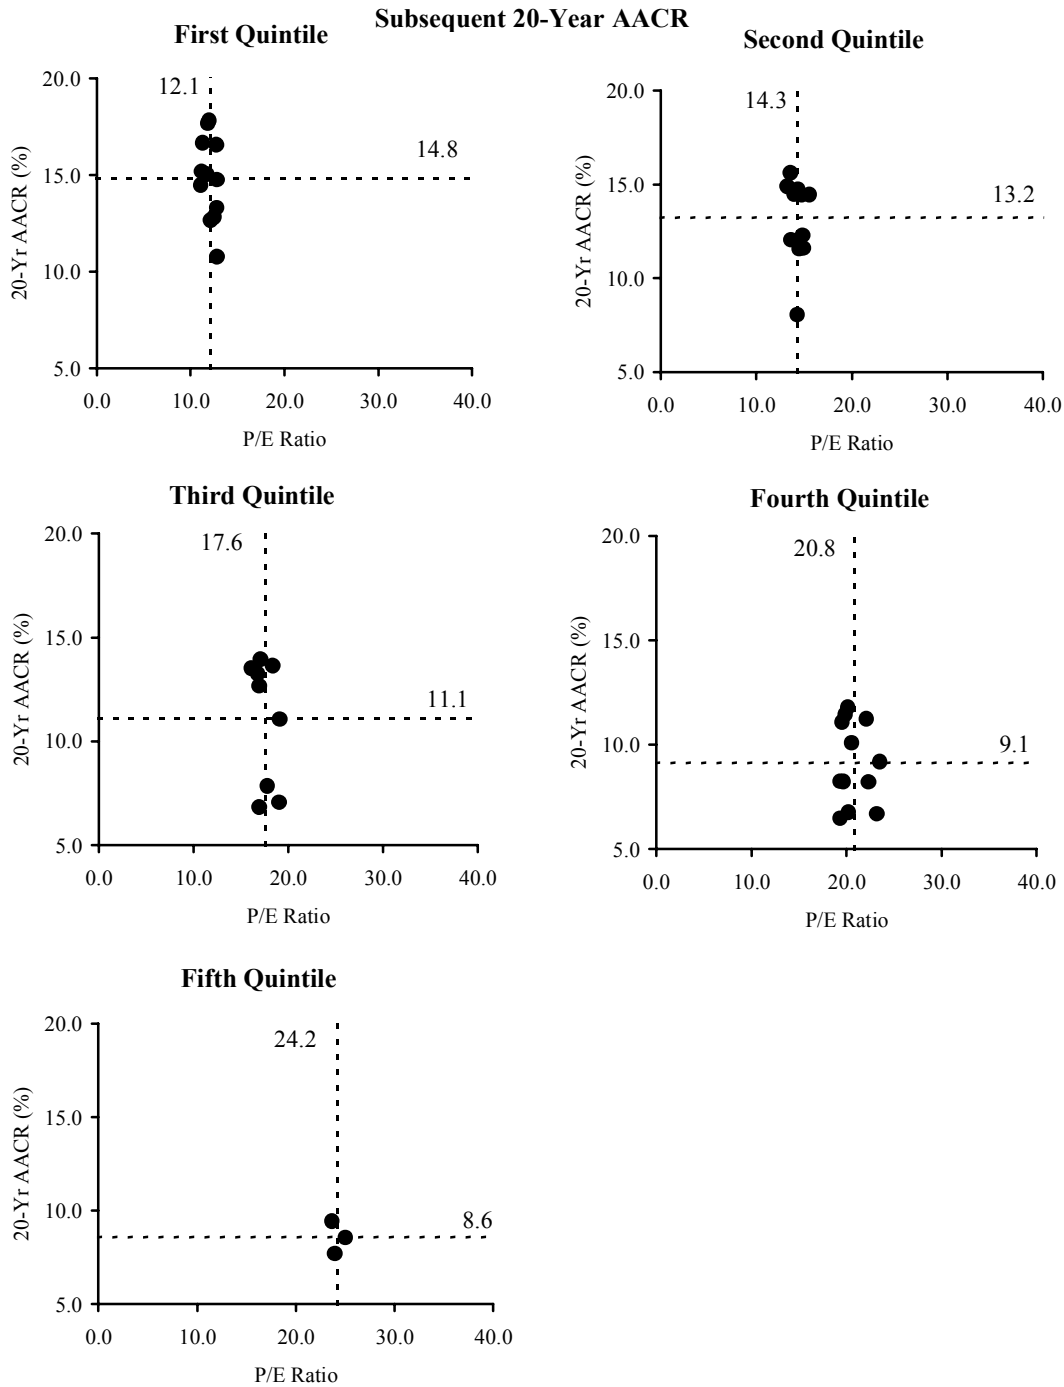 Subsequent 20-Year AACR
First Quintile
20.0
15.0
10.0
5.0
20-Yr AACR (%)
12.1
14.8
0.0 10.0 20.0 30.0 40.0
P/E Ratio
Second Quintile
20.0
15.0
10.0
5.0
20-Yr AACR (%)
14.3
13.2
0.0 10.0 20.0 30.0 40.0
P/E Ratio
Third Quintile
20.0
15.0
10.0
5.0
20-Yr AACR (%)
17.6
11.1
0.0 10.0 20.0 30.0 40.0
P/E Ratio
Fourth Quintile
20.0
15.0
10.0
5.0
20-Yr AACR (%)
20.8
9.1
0.0 10.0 20.0 30.0 40.0
P/E Ratio
Fifth Quintile
20.0
15.0
10.0
5.0
20-Yr AACR (%)
24.2
8.6
0.0 10.0 20.0 30.0 40.0
P/E Ratio